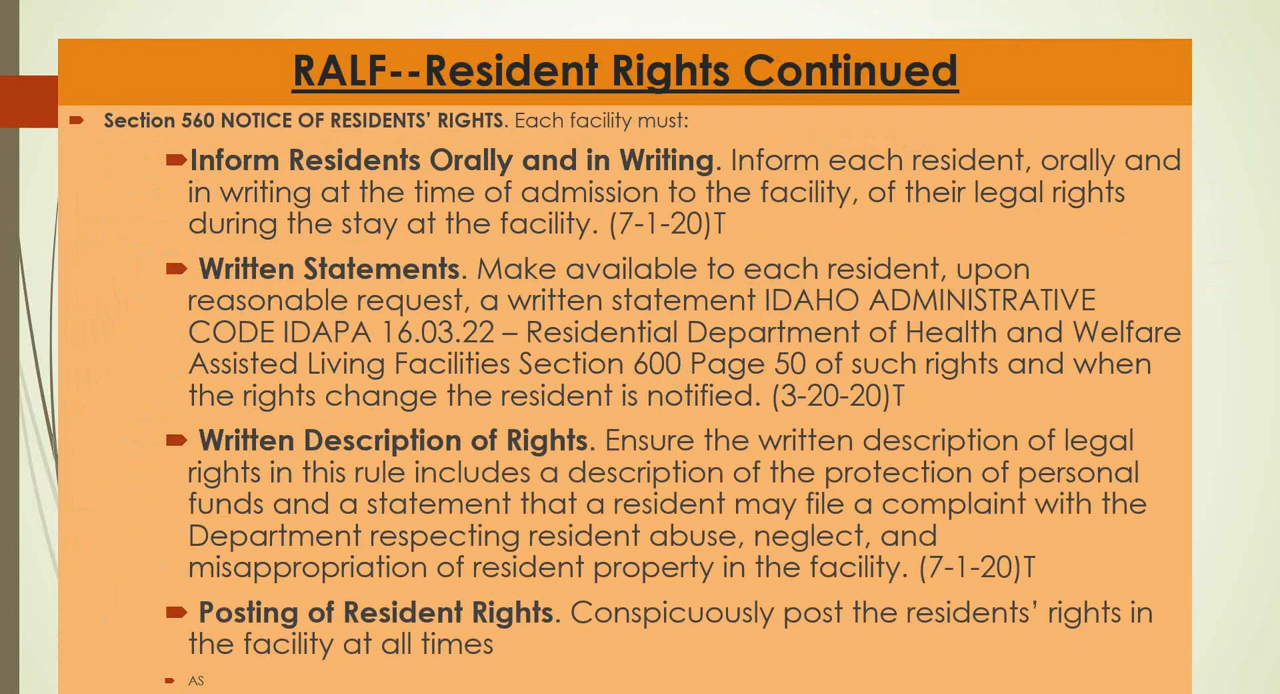 RALF--Resident Rights Continued
Section 560 NOTICE OF RESIDENTS’ RIGHTS. Each facility must:
Inform Residents Orally and in Writing. Inform each resident, orally and
in writing at the time of admission to the facility, of their legal rights
during the stay at the facility. (7-1-20)T
Written Statements. Make available to each resident, upon
reasonable request, a written statement IDAHO ADMINISTRATIVE
CODE IDAPA 16.03.22 – Residential Department of Health and Welfare
Assisted Living Facilities Section 600 Page 50 of such rights and when
the rights change the resident is notified. (3-20-20)T
Written Description of Rights. Ensure the written description of legal
rights in this rule includes a description of the protection of personal
funds and a statement that a resident may file a complaint with the
Department respecting resident abuse, neglect, and
misappropriation of resident property in the facility. (7-1-20)T
Posting of Resident Rights. Conspicuously post the residents’ rights in
the facility at all times
AS